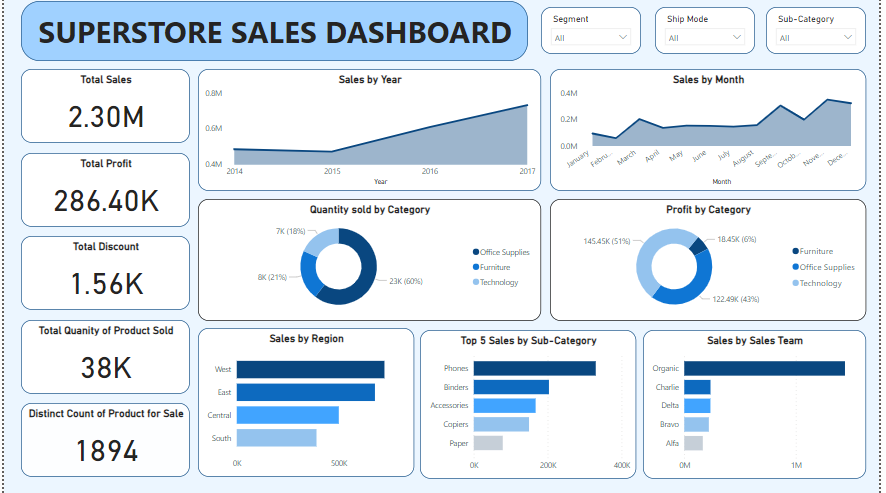 SUPERSTORE SALES DASHBOARD
Segment
All
Ship Mode
All
Sub-Category
All
Total Sales
2.30M
Total Profit
286.40K
Total Discount
1.56K
Total Quanity of Product Sold
38K
Distinct Count of Product for Sale
1894
Sales by Year
0.8M
0.6M
0.4M
2014
2015
2016
2017
Year
Sales by Month
0.4M
0.2M
0.0M
January
Febru...
March
April
May
June
July
August
Septe...
Octob...
Nove...
Dece...
Month
Quantity sold by Category
7K (18%)
8K (21%)
23K (60%)
Office Supplies
Furniture
Technology
Profit by Category
145.45K (51%)
18.45K (6%)
122.49K (43%)
Furniture
Office Supplies
Technology
Sales by Region
West
East
Central
South
0K
500K
Top 5 Sales by Sub-Category
Phones
Binders
Accessories
Copiers
Paper
0K
200K
400K
Sales by Sales Team
Organic
Charlie
Delta
Bravo
Alfa
0M
1M